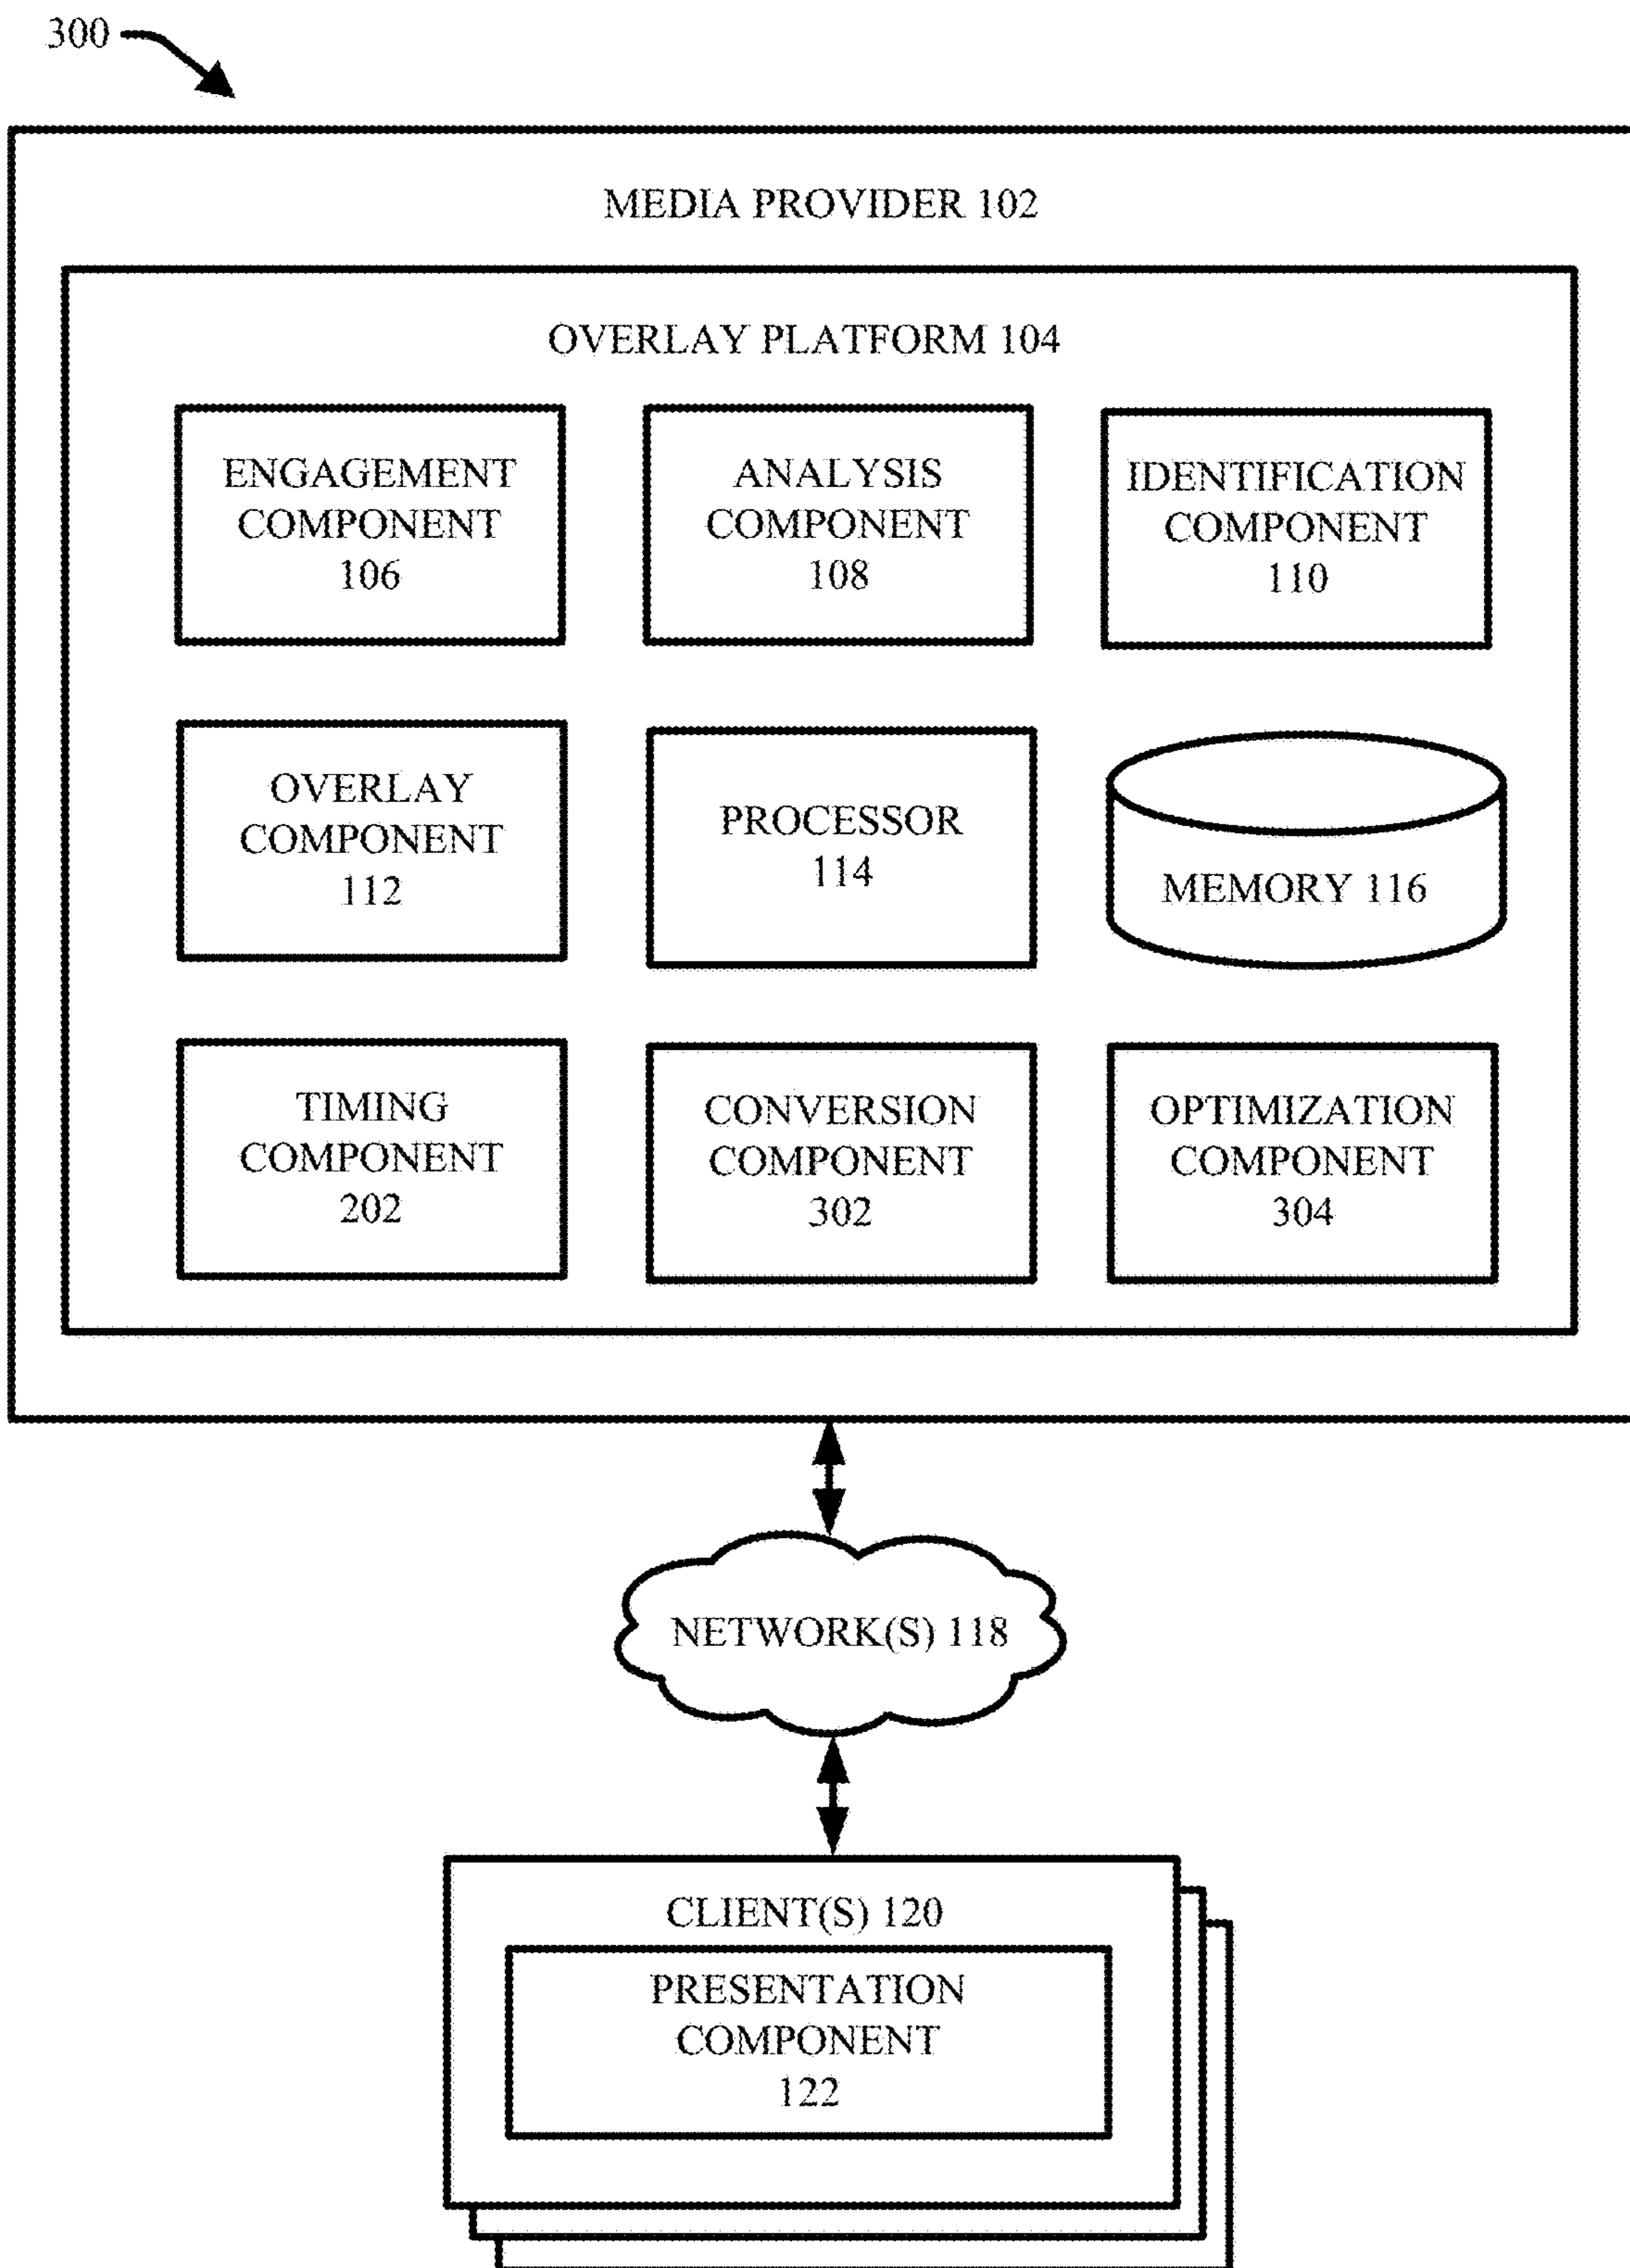 300
MEDIA PROVIDER 102
OVERLAY PLATFORM 104
ENGAGEMENT
COMPONENT
106
ANALYSIS
COMPONENT
108
IDENTIFICATION
COMPONENT
110
OVERLAY
COMPONENT
112
PROCESSOR
114
MEMORY 116
TIMING
COMPONENT
202
CONVERSION
COMPONENT
302
OPTIMIZATION
COMPONENT
304
NETWORK(S) 118
CLIENT(S) 120
PRESENTATION
COMPONENT
122